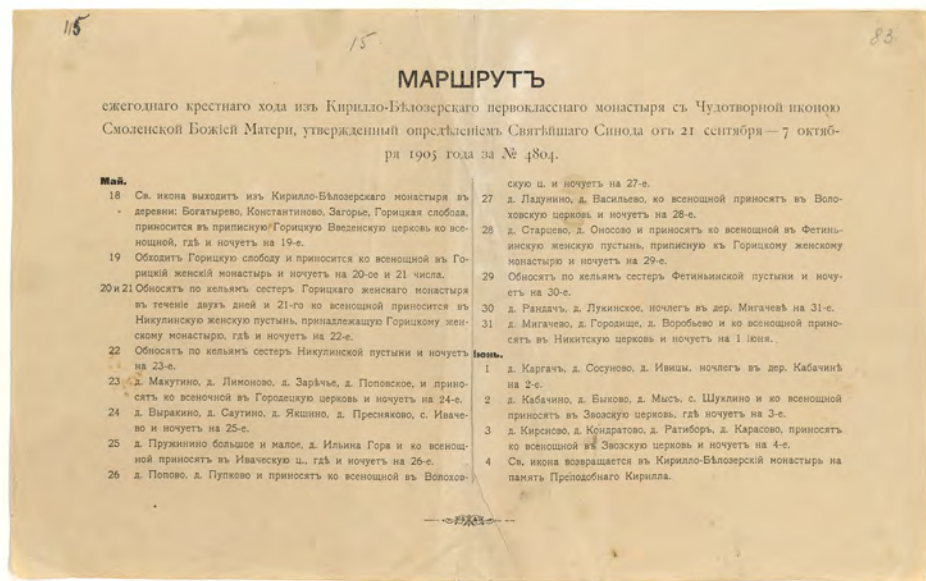 115
15
83
МАРШРУТЪ
ежегоднаго крестнаго хода изъ Кирилло-Бѣлозерскаго первокласснаго монастыря съ Чудотворной иконою
Смоленской Божіей Матери, утвержденный опредѣленіемъ Святѣйшаго Синода отъ 21 сентября — 7 октяб-
ря 1905 года за № 4804.
Май.
18 Св. икона выходитъ изъ Кирилло-Бѣлозерскаго монастыря въ
деревни: Богатырево, Константиново, Загорье, Горицкая слобода,
приносится въ приписную Горицкую Введенскую церковь ко все-
нощной, гдѣ и ночуетъ на 19-е.
19 Обходитъ Горицкую слободу и приносится ко всенощной въ Го-
рицкій женскій монастырь и ночуетъ на 20-ое и 21 числа.
20 и 21 Обносятъ по кельямъ сестеръ Горицкаго женскаго монастыря
въ теченіе двухъ дней и 21-го ко всенощной приносится въ
Никулинскую женскую пустынь, принадлежащую Горицкому жен-
скому монастырю, гдѣ и ночуетъ на 22-е.
22 Обносятъ по кельямъ сестеръ Никулинской пустыни и ночуетъ
на 23-е.
23 д. Макутино, д. Лимоново, д. Зарѣчье, д. Поповское, и прино-
сятъ ко всеночной въ Городецкую церковь и ночуетъ на 24-е.
24 д. Выракино, д. Саутино, д. Якшино, д. Пресняково, с. Иваче-
во и ночуетъ на 25-е.
25 д. Пружинино большое и малое, д. Ильина Гора и ко всенощ-
ной приносятъ въ Иваческую ц., гдѣ и ночуетъ на 26-е.
26 д. Попово, д. Пупково и приносятъ ко всенощной въ Волохов-
скую ц. и ночуетъ на 27-е.
27 д. Ладунино, д. Васильево, ко всенощной приносятъ въ Воло-
ховскую церковь и ночуетъ на 28-е.
28 д. Старцево, д. Оносово и приносятъ ко всенощной въ Фетинь-
инскую женскую пустынь, приписную къ Горицкому женскому
монастырю и ночуетъ на 29-е.
29 Обносятъ по кельямъ сестеръ Фетиньинской пустыни и ночу-
етъ на 30-е.
30 д. Рандачъ, д. Лукинское, ночлегъ въ дер. Мигачевѣ на 31-е.
31 д. Мигачево, д. Городище, д. Воробьево и ко всенощной прино-
сятъ въ Никитскую церковь и ночуетъ на 1 іюня.
Іюнь.
1 д. Каргачъ, д. Сосуново, д. Ивицы, ночлегъ въ дер. Кабачинѣ
на 2-е.
2 д. Кабачино, д. Быково, д. Мысъ, с. Шуклино и ко всенощной
приносятъ въ Звозскую церковь, гдѣ ночуетъ на 3-е.
3 д. Кирсново, д. Кондратово, д. Ратиборъ, д. Карасово, приносятъ
ко всенощной въ Звозскую церковь и ночуетъ на 4-е.
4 Св. икона возвращается въ Кирилло-Бѣлозерскій монастырь на
память Преподобнаго Кирилла.